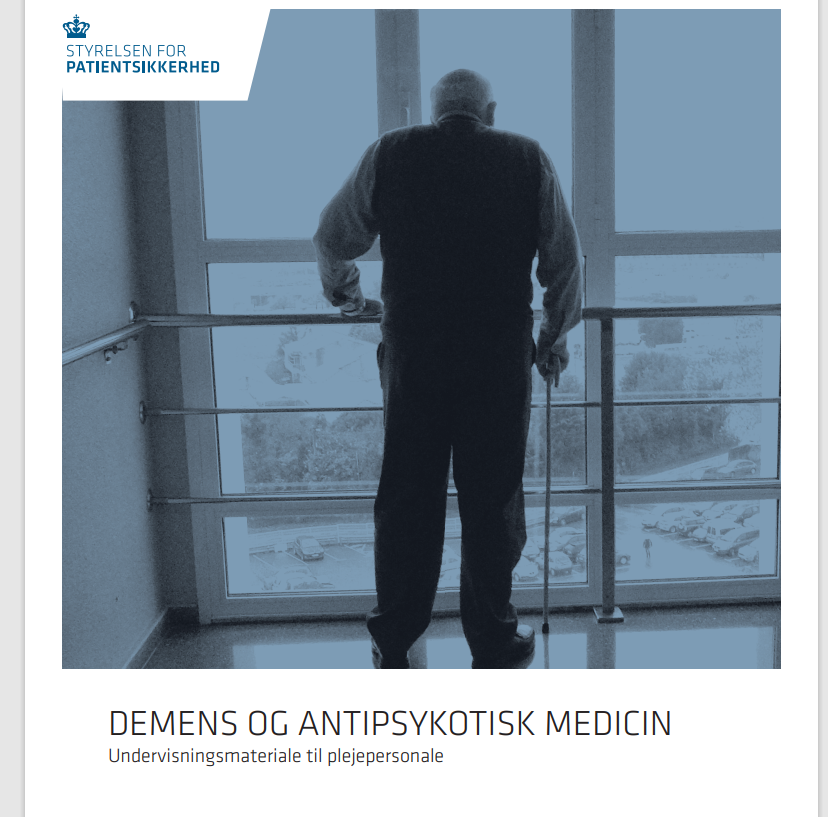 STYRELSEN FOR
PATIENTSIKKERHED
DEMENS OG ANTIPSYKOTISK MEDICIN
Undervisningsmateriale til plejepersonale